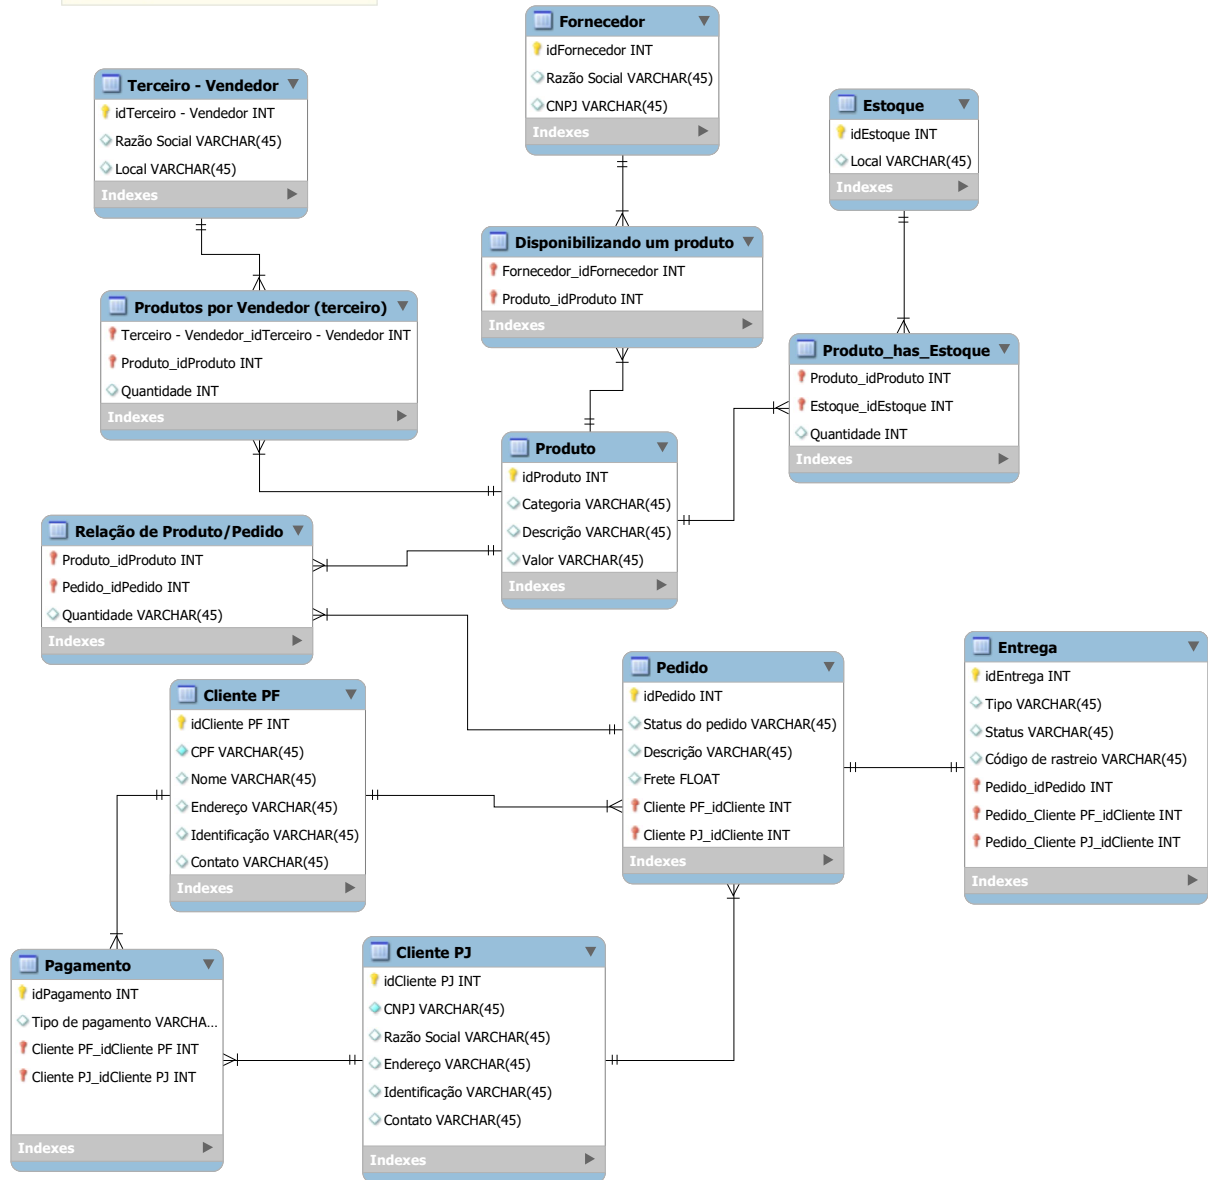 Fornecedor
idFornecedor INT
Razão Social VARCHAR(45)
CNPJ VARCHAR(45)
Indexes
Terceiro - Vendedor
idTerceiro - Vendedor INT
Razão Social VARCHAR(45)
Local VARCHAR(45)
Indexes
Estoque
idEstoque INT
Local VARCHAR(45)
Indexes
Disponibilizando um produto
Fornecedor_idFornecedor INT
Produto_idProduto INT
Indexes
Produtos por Vendedor (terceiro)
Terceiro - Vendedor_idTerceiro - Vendedor INT
Produto_idProduto INT
Quantidade INT
Indexes
Produto_has_Estoque
Produto_idProduto INT
Estoque_idEstoque INT
Quantidade INT
Indexes
Produto
idProduto INT
Categoria VARCHAR(45)
Descrição VARCHAR(45)
Valor VARCHAR(45)
Indexes
Relação de Produto/Pedido
Produto_idProduto INT
Pedido_idPedido INT
Quantidade VARCHAR(45)
Indexes
Pedido
idPedido INT
Status do pedido VARCHAR(45)
Descrição VARCHAR(45)
Frete FLOAT
Cliente PF_idCliente INT
Cliente PJ_idCliente INT
Indexes
Entrega
idEntrega INT
Tipo VARCHAR(45)
Status VARCHAR(45)
Código de rastreio VARCHAR(45)
Pedido_idPedido INT
Pedido_Cliente PF_idCliente INT
Pedido_Cliente PJ_idCliente INT
Indexes
Cliente PF
idCliente PF INT
CPF VARCHAR(45)
Nome VARCHAR(45)
Endereço VARCHAR(45)
Identificação VARCHAR(45)
Contato VARCHAR(45)
Indexes
Pagamento
idPagamento INT
Tipo de pagamento VARCHA...
Cliente PF_idCliente PF INT
Cliente PJ_idCliente PJ INT
Indexes
Cliente PJ
idCliente PJ INT
CNPJ VARCHAR(45)
Razão Social VARCHAR(45)
Endereço VARCHAR(45)
Identificação VARCHAR(45)
Contato VARCHAR(45)
Indexes